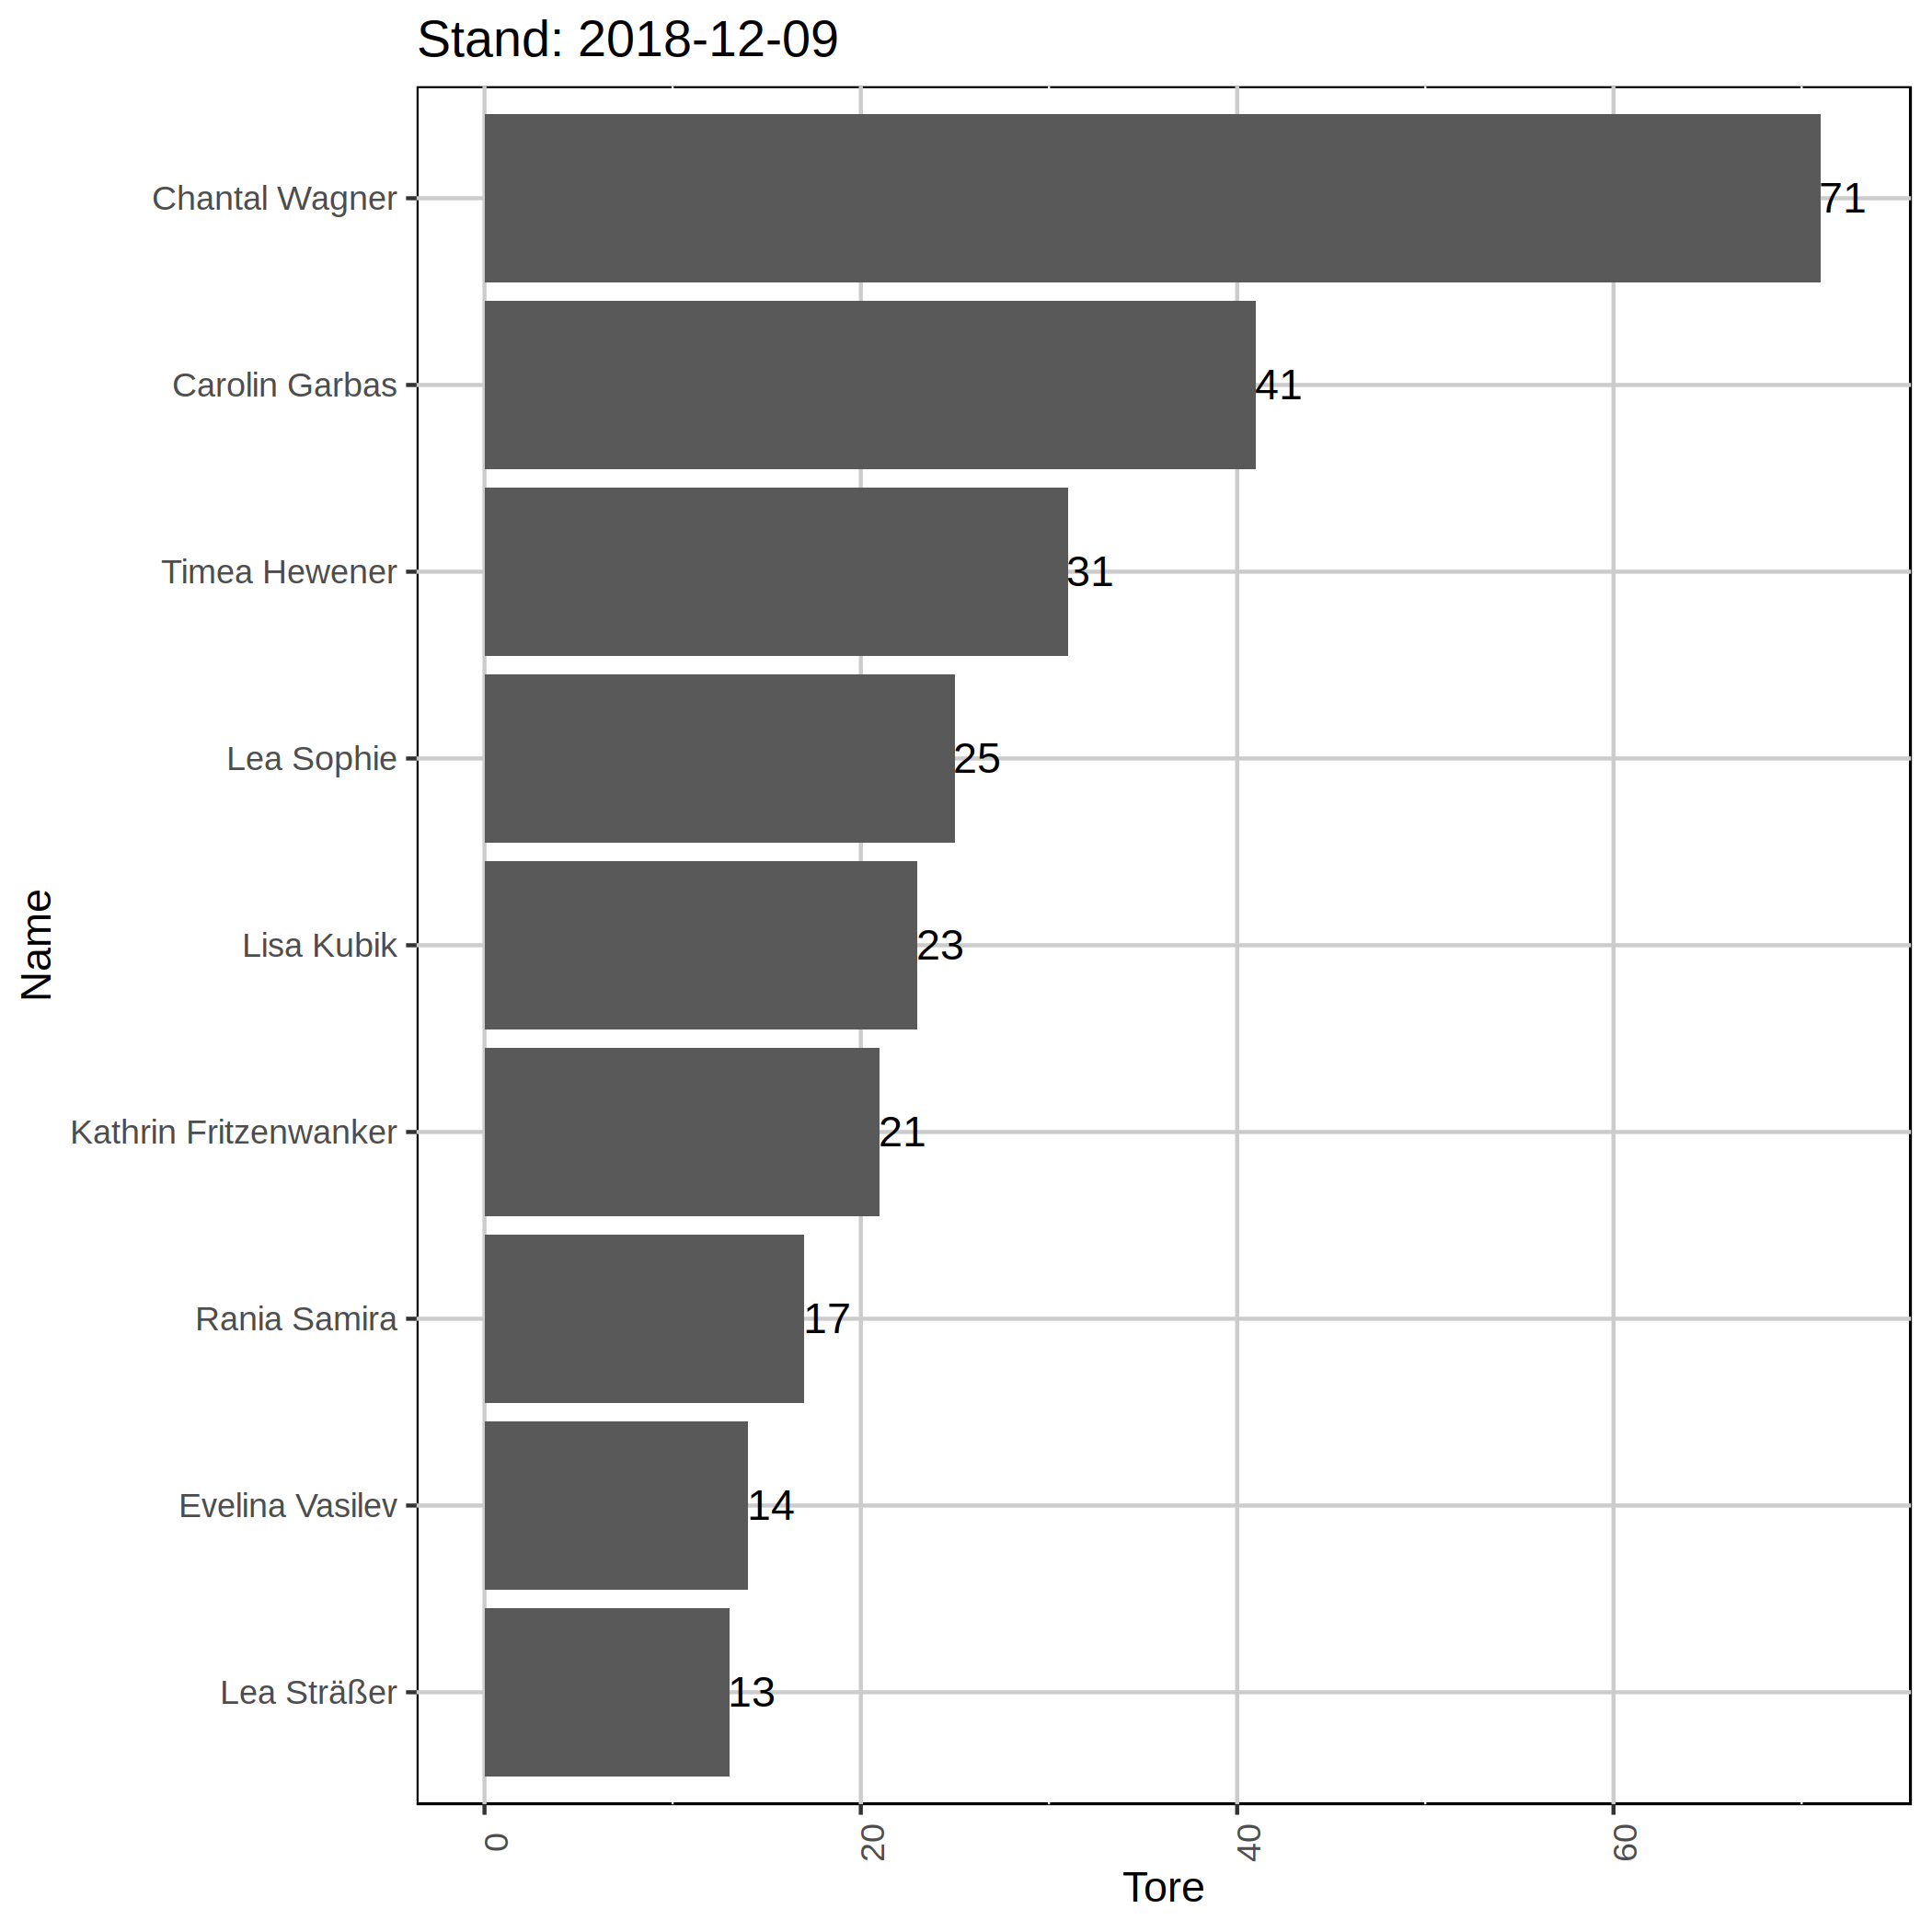 Stand: 2018-12-09
Chantal Wagner 71
Carolin Garbas 41
Timea Hewener 31
Lea Sophie 25
Lisa Kubik 23
Kathrin Fritzenwanker 21
Rania Samira 17
Evelina Vasilev 14
Lea Sträßer 13
Name
0 20 40 60
Tore